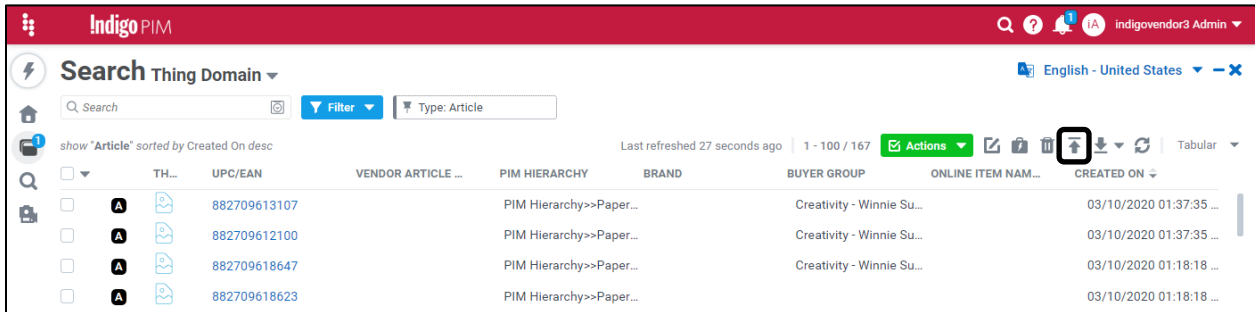 !ndigo PIM
1
iA
indigovendor3 Admin
Search Thing Domain
English - United States
Search
Filter
Type: Article
1
show "Article" sorted by Created On desc
Last refreshed 27 seconds ago
1 - 100 / 167
Actions
Tabular
TH... UPC/EAN VENDOR ARTICLE ... PIM HIERARCHY BRAND BUYER GROUP ONLINE ITEM NAM... CREATED ON
A 882709613107 PIM Hierarchy>>Paper... Creativity - Winnie Su... 03/10/2020 01:37:35 ...
A 882709612100 PIM Hierarchy>>Paper... Creativity - Winnie Su... 03/10/2020 01:37:35 ...
A 882709618647 PIM Hierarchy>>Paper... Creativity - Winnie Su... 03/10/2020 01:18:18 ...
A 882709618623 PIM Hierarchy>>Paper... 03/10/2020 01:18:18 ...